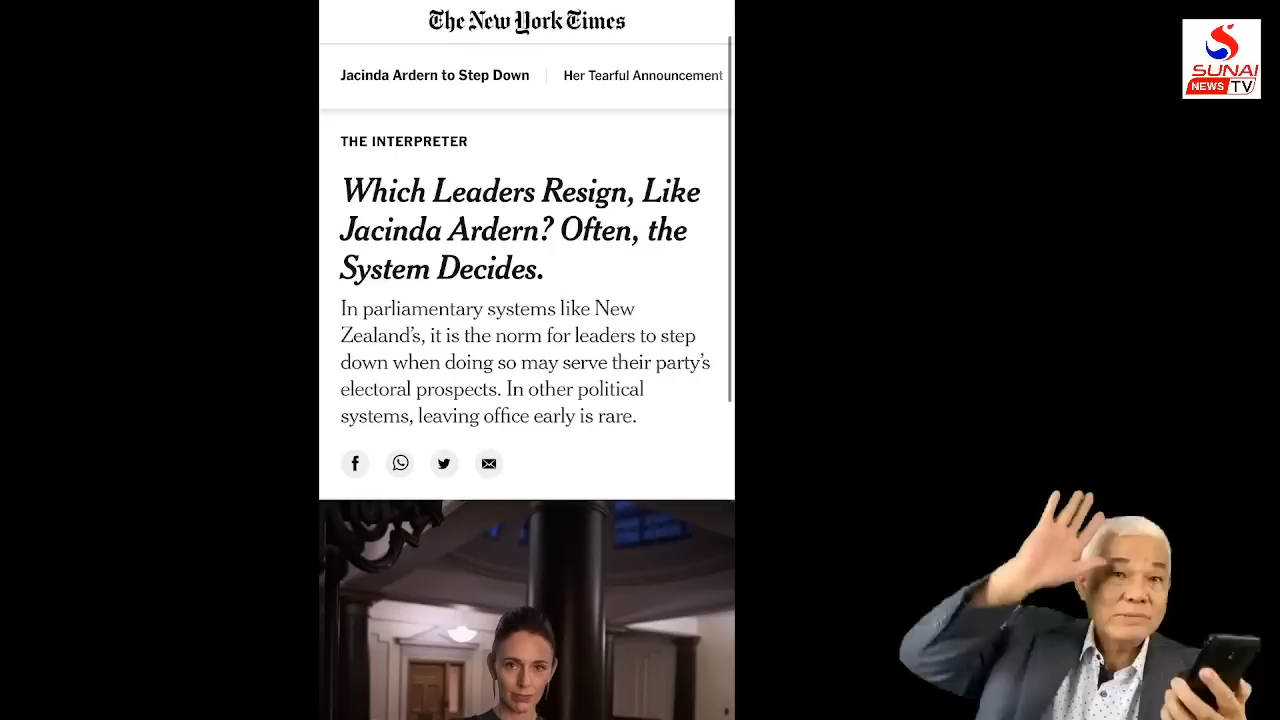 The New York Times
Jacinda Ardern to Step Down
Her Tearful Announcement
THE INTERPRETER
Which Leaders Resign, Like
Jacinda Ardern? Often, the
System Decides.
In parliamentary systems like New
Zealand's, it is the norm for leaders to step
down when doing so may serve their party's
electoral prospects. In other political
systems, leaving office early is rare.
SUNAI
NEWS TV